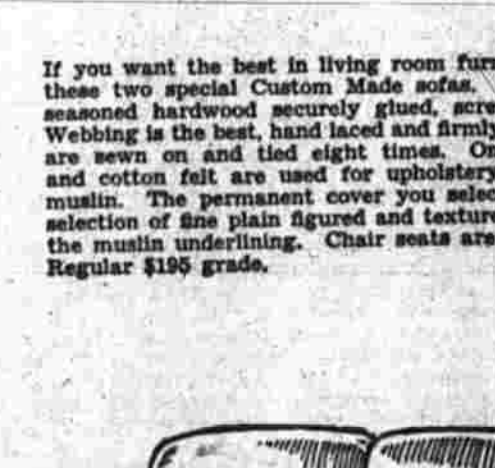 If you want the best in living room fur
these two special Custom Made sofas.
seasoned hardwood securely glued, scre
Webbing is the best, hand laced and firmly
are sewn on and tied eight times. On
and cotton felt are used for upholstery
muslin. The permanent cover you selec
selection of fine plain figured and texture
the muslin underlining. Chair seats are
Regular $195 grade.